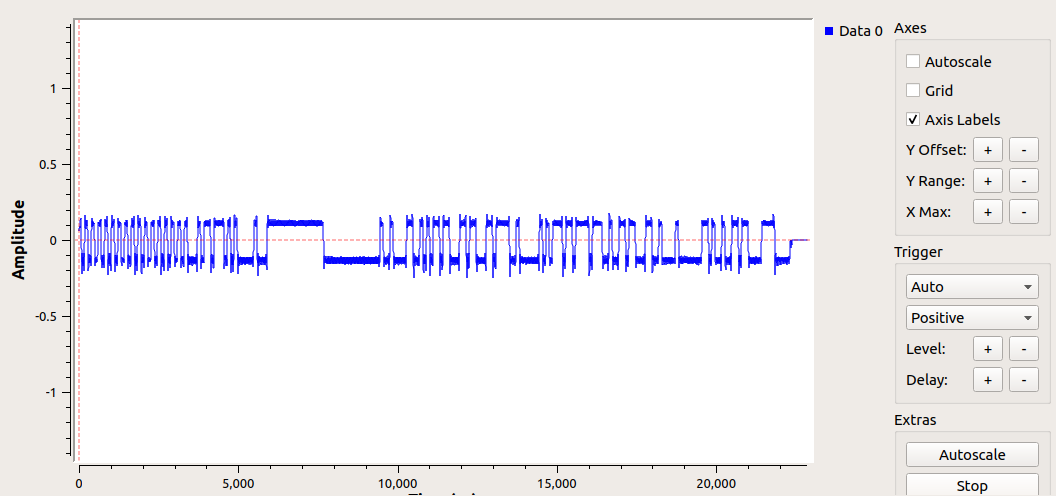 Data 0
Axes
Autoscale
Grid
Axis Labels
Y Offset: + -
Y Range: + -
X Max: + -
Trigger
Auto
Positive
Level: + -
Delay: + -
Extras
Autoscale
Stop
Amplitude
1
0.5
0
-0.5
-1
0 5,000 10,000 15,000 20,000